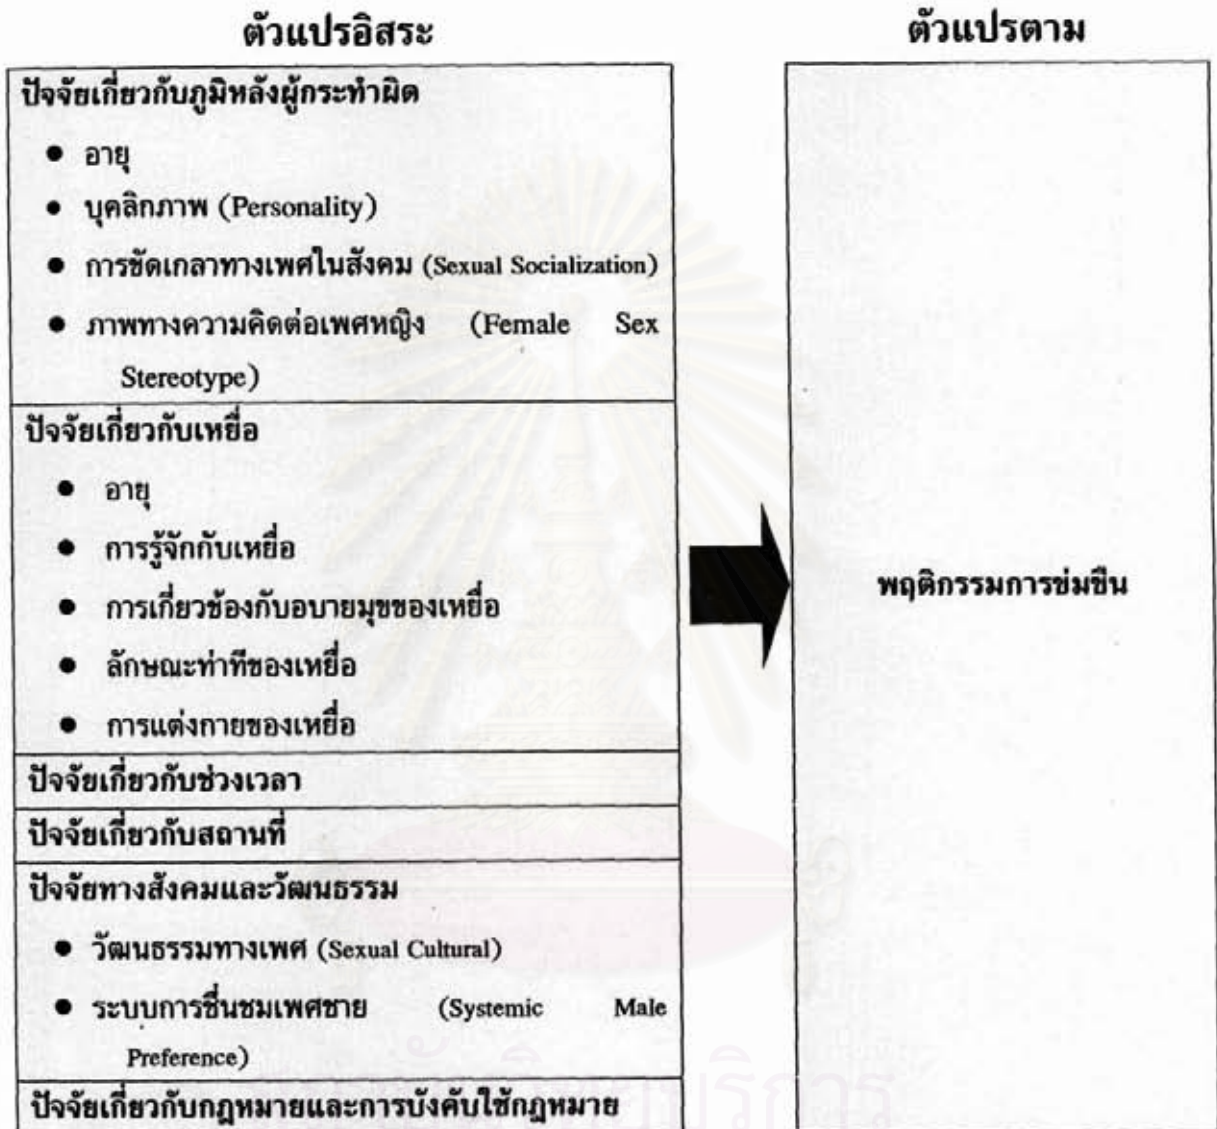 ตัวแปรอิสระ
ตัวแปรตาม
ปัจจัยเกี่ยวกับภูมิหลังผู้กระทำผิด
● อายุ
● บุคลิกภาพ (Personality)
● การขัดเกลาทางเพศในสังคม (Sexual Socialization)
● ภาพทางความคิดต่อเพศหญิง (Female Sex
Stereotype)
ปัจจัยเกี่ยวกับเหยื่อ
● อายุ
● การรู้จักกับเหยื่อ
● การเกี่ยวข้องกับอบายมุขของเหยื่อ
● ลักษณะท่าทีของเหยื่อ
● การแต่งกายของเหยื่อ
ปัจจัยเกี่ยวกับช่วงเวลา
ปัจจัยเกี่ยวกับสถานที่
ปัจจัยทางสังคมและวัฒนธรรม
● วัฒนธรรมทางเพศ (Sexual Cultural)
● ระบบการชื่นชมเพศชาย (Systemic Male
Preference)
ปัจจัยเกี่ยวกับกฎหมายและการบังคับใช้กฎหมาย
พฤติกรรมการข่มขืน